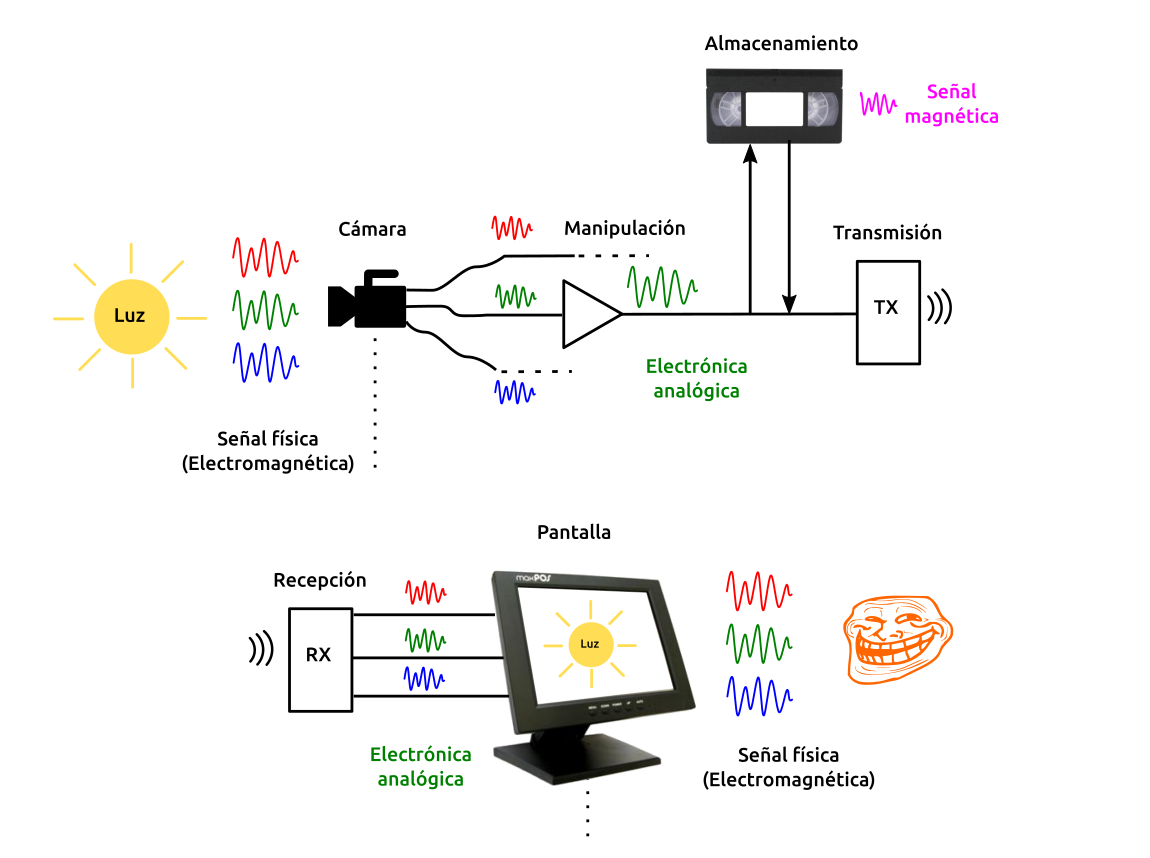 Almacenamiento
Señal
magnética
Cámara
Manipulación
Transmisión
Luz
TX
Electrónica
analógica
Señal física
(Electromagnética)
Pantalla
Recepción
maxPOS
Luz
RX
Electrónica
analógica
Señal física
(Electromagnética)